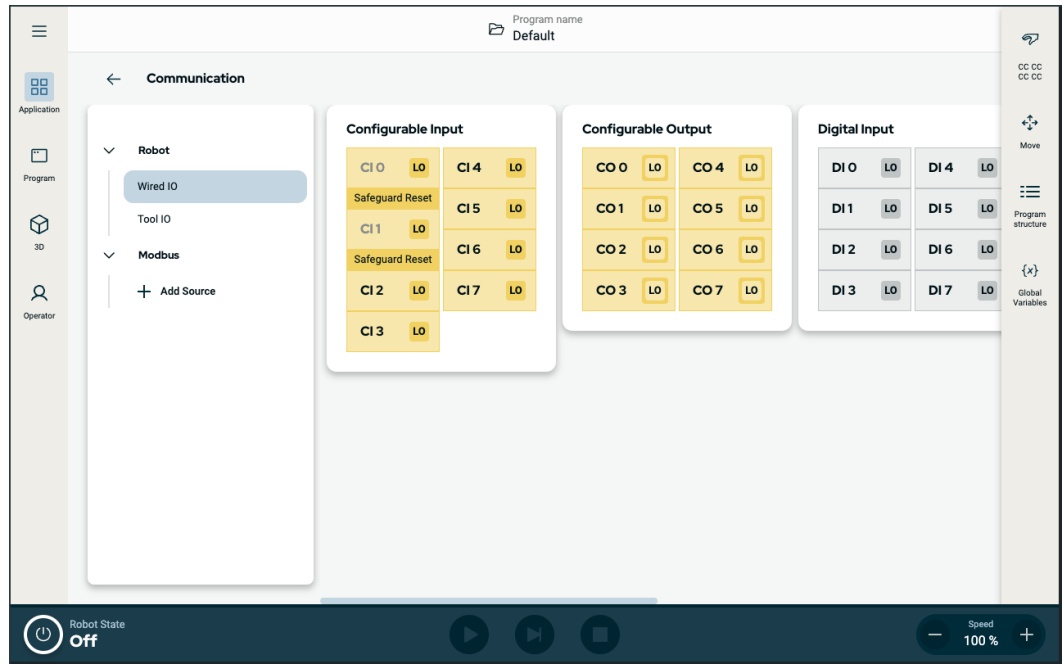 Program name
Default
Application
Program
3D
Operator
Communication
Robot
Wired IO
Tool IO
Modbus
Add Source
Configurable Input
CI 0 LO CI 4 LO
Safeguard Reset
CI 5 LO
CI 1 LO
CI 6 LO
Safeguard Reset
CI 2 LO CI 7 LO
CI 3 LO
Configurable Output
CO 0 LO CO 4 LO
CO 1 LO CO 5 LO
CO 2 LO CO 6 LO
CO 3 LO CO 7 LO
Digital Input
DI 0 LO DI 4 LO
DI 1 LO DI 5 LO
DI 2 LO DI 6 LO
DI 3 LO DI 7 LO
CC CC
CC CC
Move
Program
structure
{x}
Global
Variables
Robot State
Off
Speed
100 %